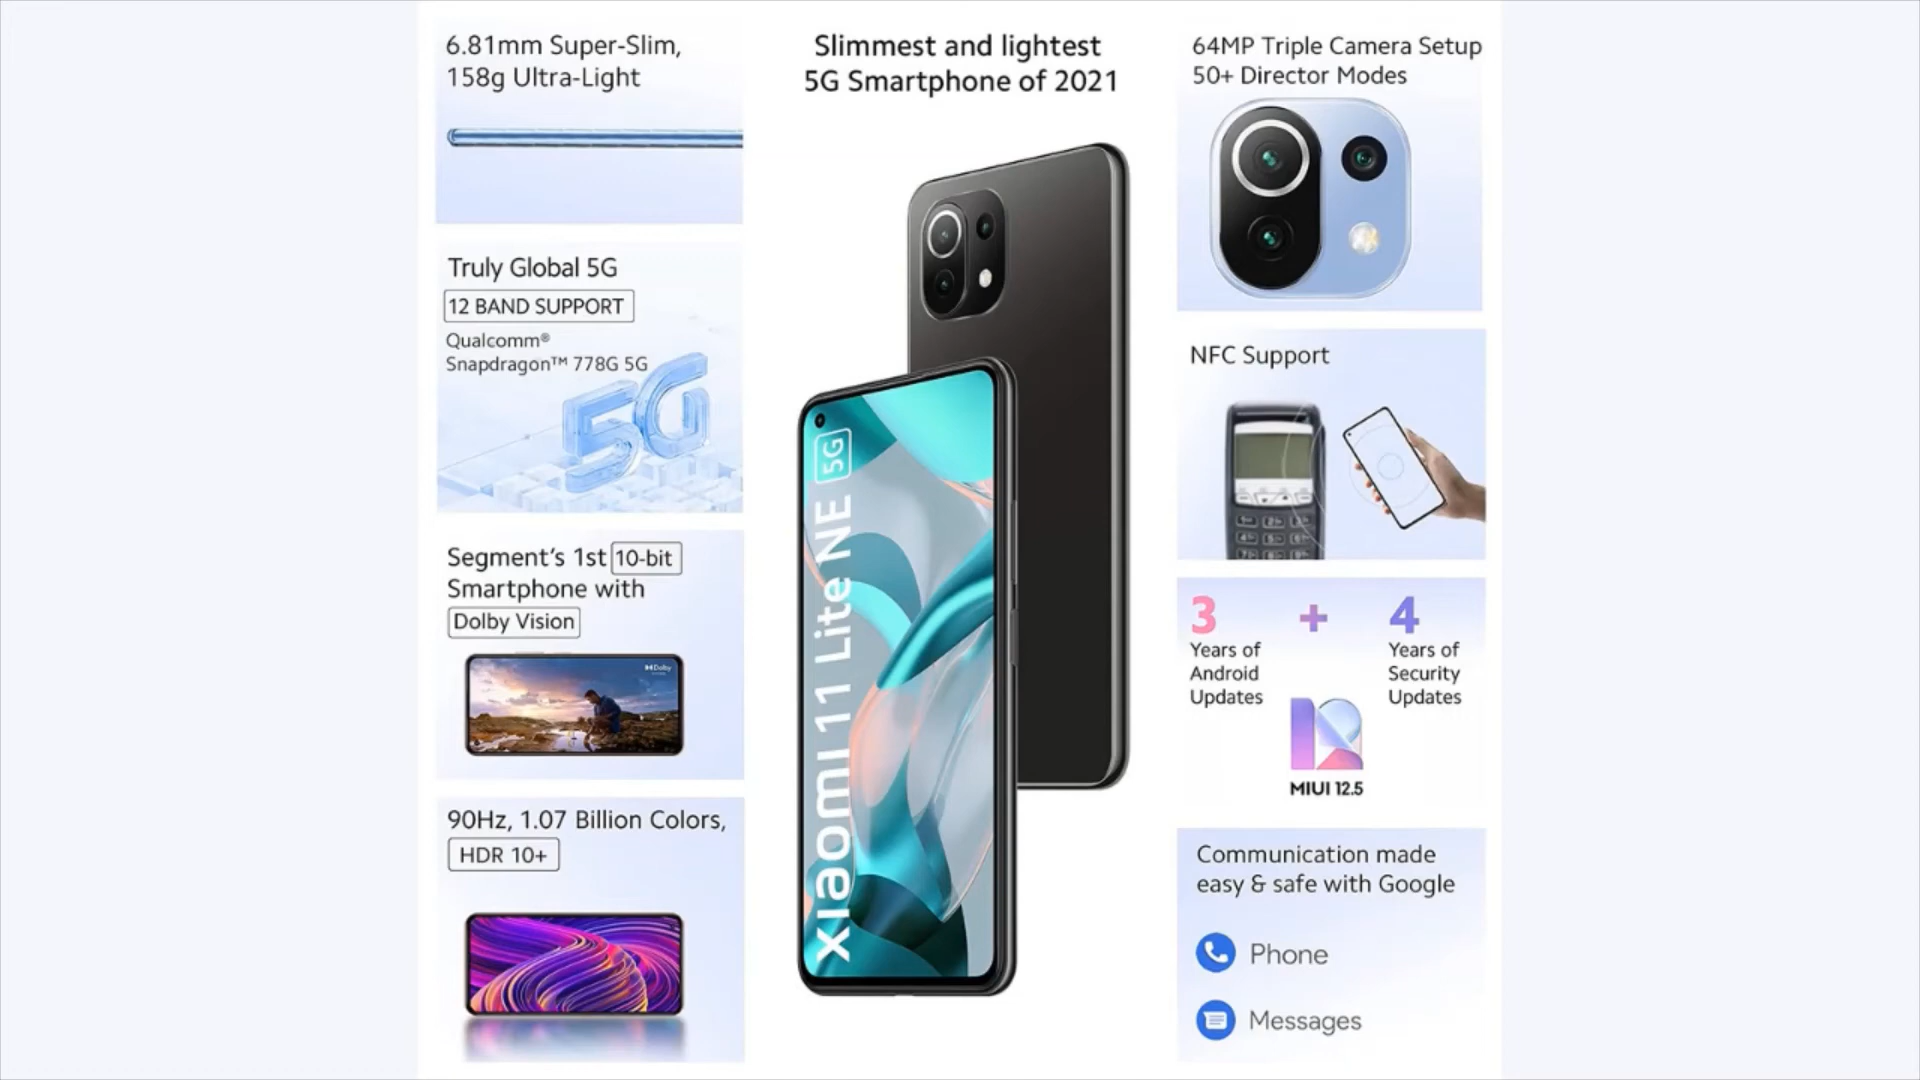 6.81mm Super-Slim,
158g Ultra-Light
Truly Global 5G
12 BAND SUPPORT
Qualcomm®
Snapdragon™ 778G 5G
5G
Segment's 1st 10-bit
Smartphone with
Dolby Vision
Dolby
90Hz, 1.07 Billion Colors,
HDR 10+
Slimmest and lightest
5G Smartphone of 2021
xiaomi 11 Lite NE 5G
64MP Triple Camera Setup
50+ Director Modes
NFC Support
3 + 4
Years of
Android
Updates
Years of
Security
Updates
MIUI 12.5
Communication made
easy & safe with Google
Phone
Messages